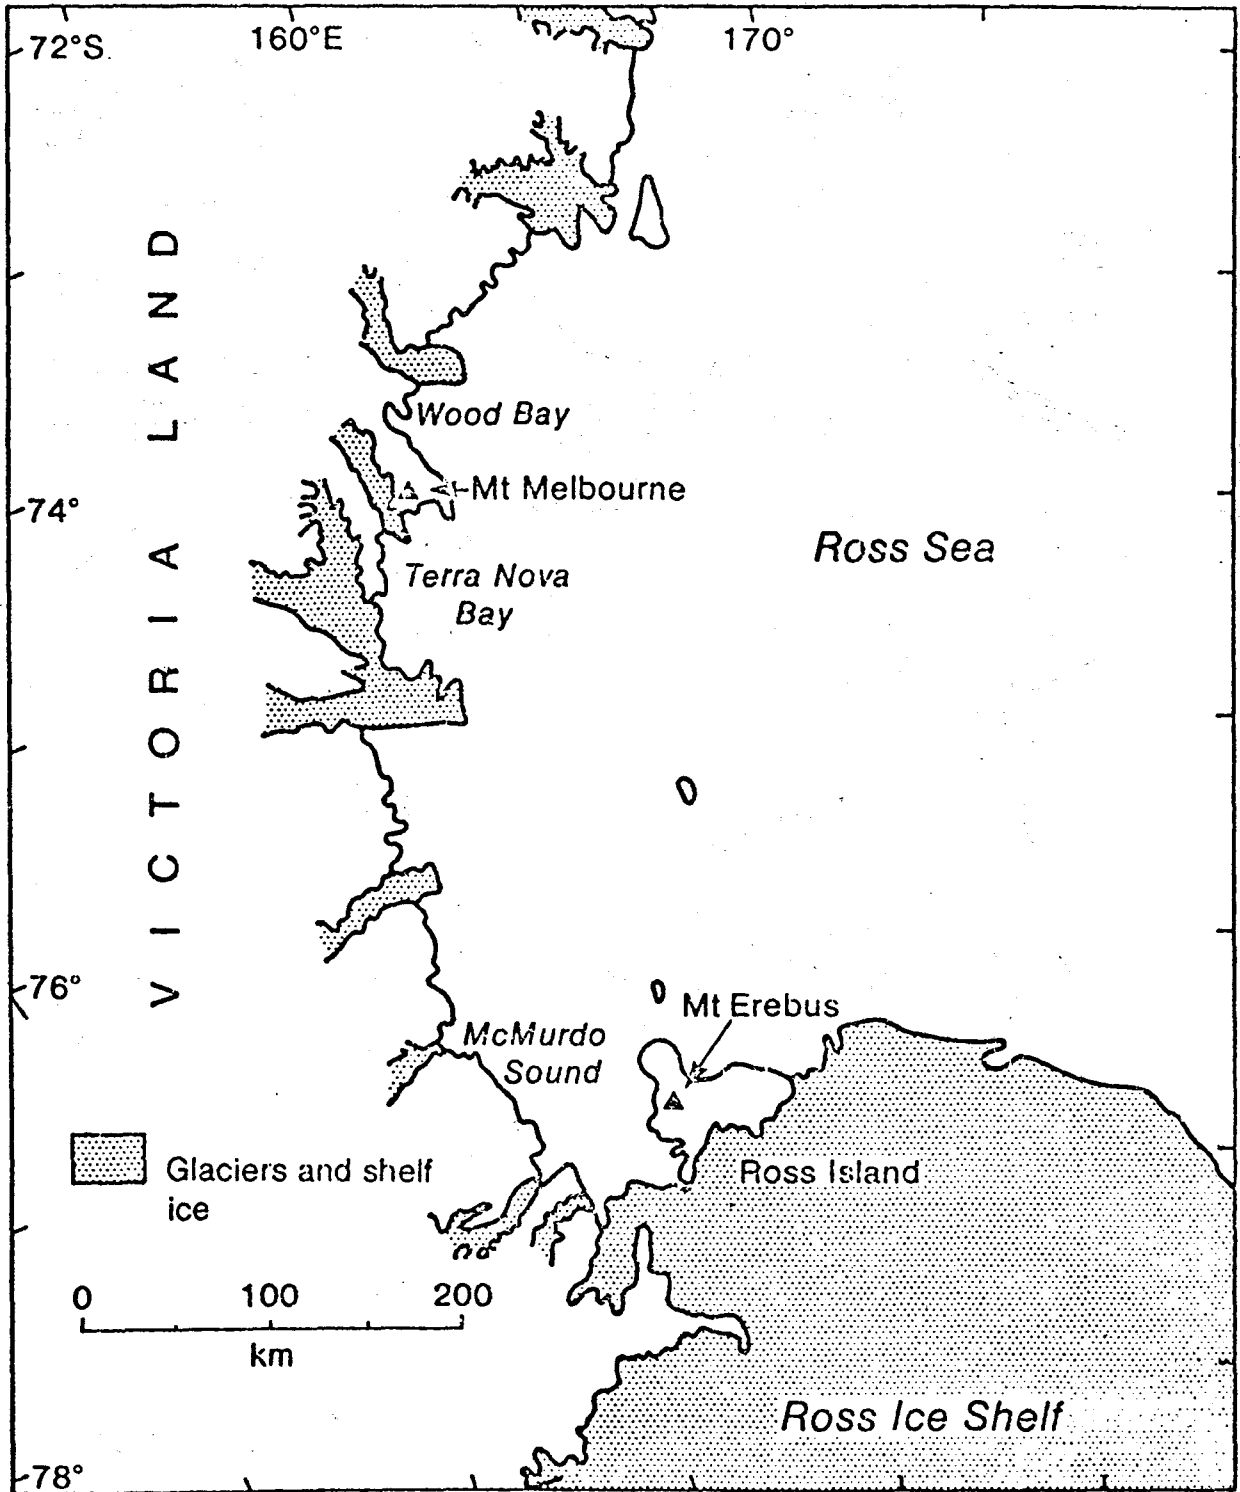 72°S
160°E
170°
VICTORIA LAND
Wood Bay
Mt Melbourne
74°
Ross Sea
Terra Nova
Bay
76°
Mt Erebus
McMurdo
Sound
Glaciers and shelf
ice
Ross Island
0 100 200
km
Ross Ice Shelf
78°